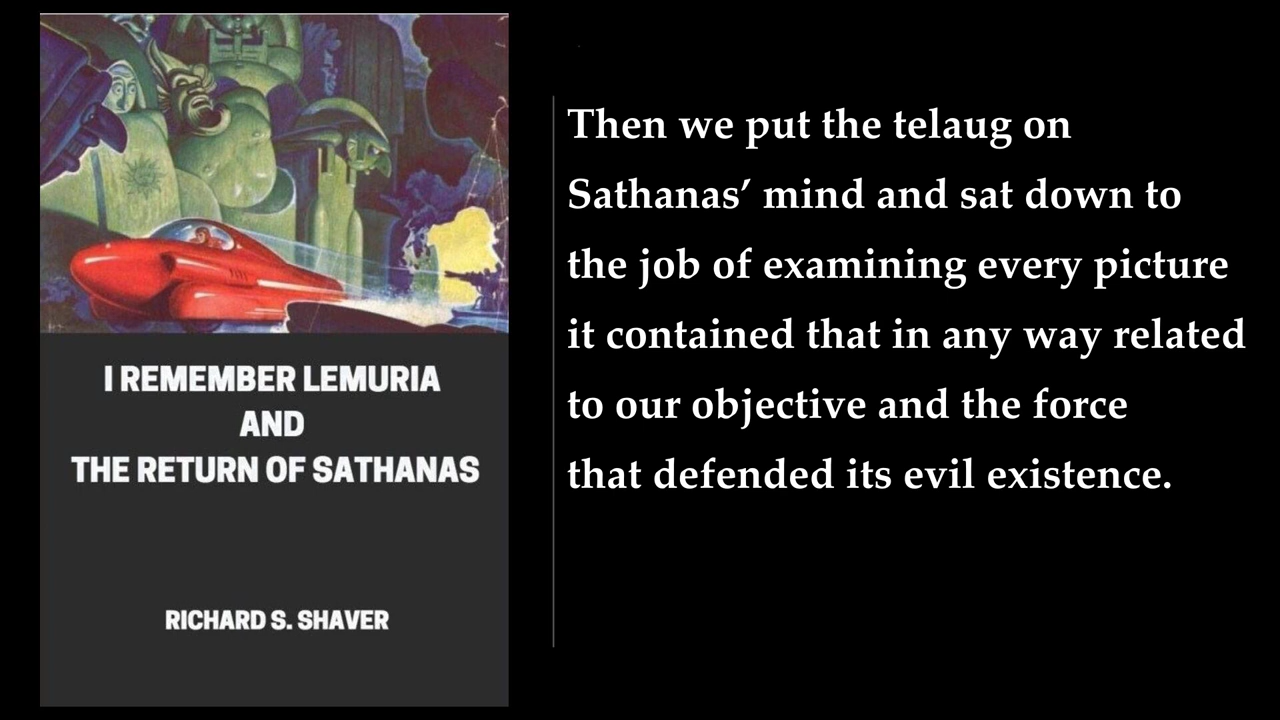 I REMEMBER LEMURIA
AND
THE RETURN OF SATHANAS
RICHARD S. SHAVER
Then we put the telaug on
Sathanas’ mind and sat down to
the job of examining every picture
it contained that in any way related
to our objective and the force
that defended its evil existence.